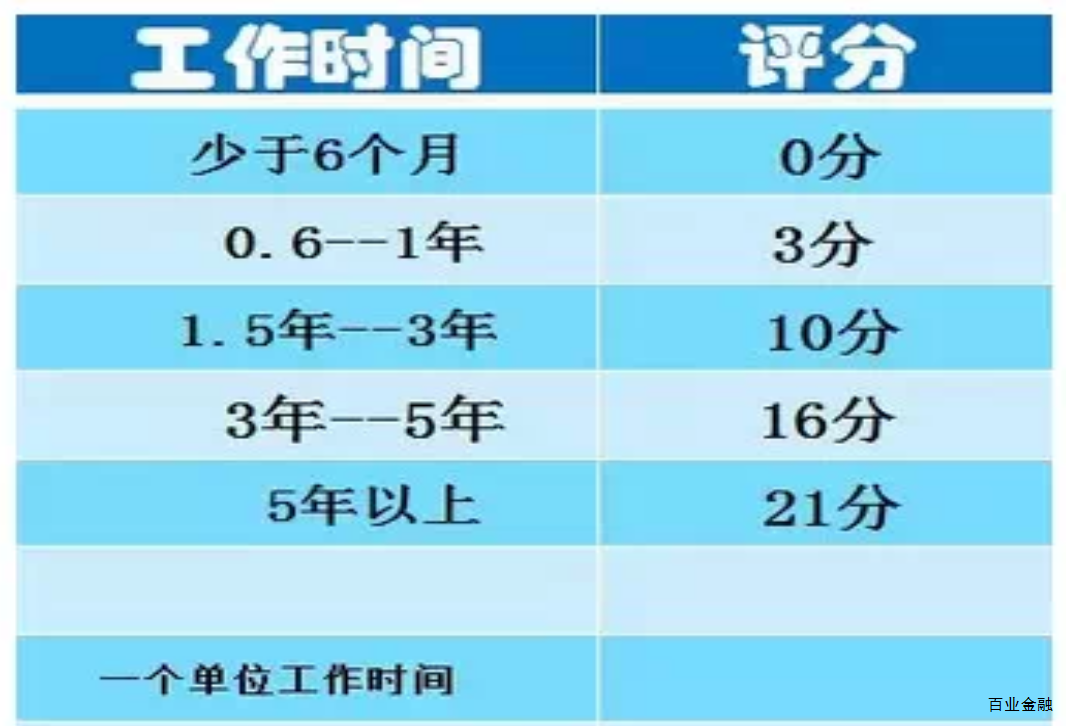 工作时间 评分
少于6个月 0分
0.6--1年 3分
1.5年--3年 10分
3年--5年 16分
5年以上 21分
一个单位工作时间
百业金融